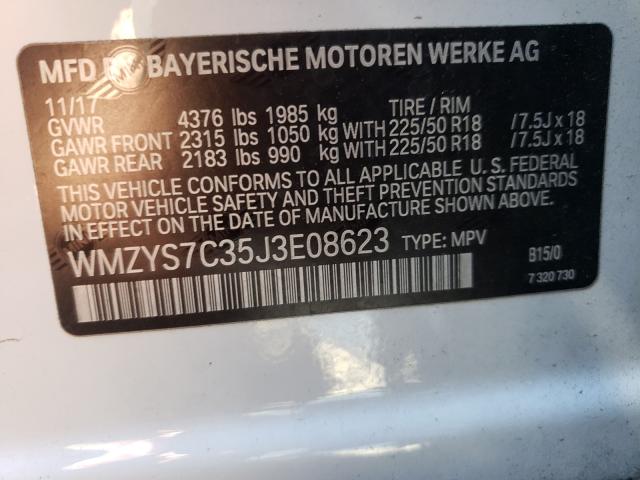 MFD BY BAYERISCHE MOTOREN WERKE AG
11/17
GVWR 4376 lbs 1985 kg TIRE / RIM
GAWR FRONT 2315 lbs 1050 kg WITH 225/50 R18 /7.5J x 18
GAWR REAR 2183 lbs 990 kg WITH 225/50 R18 /7.5J x 18
THIS VEHICLE CONFORMS TO ALL APPLICABLE U. S. FEDERAL
MOTOR VEHICLE SAFETY AND THEFT PREVENTION STANDARDS
IN EFFECT ON THE DATE OF MANUFACTURE SHOWN ABOVE.
WMZYS7C35J3E08623 TYPE: MPV B15/0
7 320 730